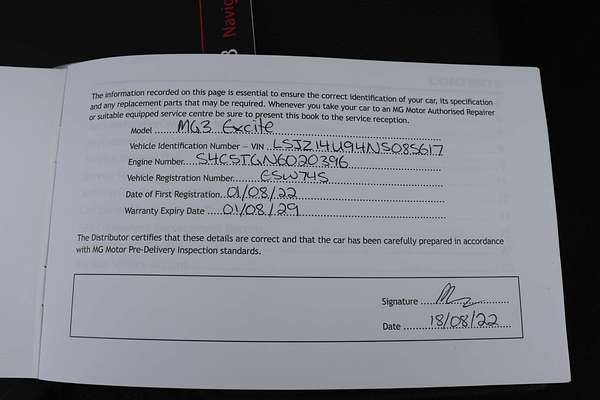 Navig
The information recorded on this page is essential to ensure the correct identification of your car, its specification
and any replacement parts that may be required. Whenever you take your car to an MG Motor Authorised Repairer
or suitable equipped service centre be sure to present this book to the service reception.
Model MG3 Excite
Vehicle Identification Number - VIN LSJZ14U94NS085617
Engine Number S4CSTGN6020396
Vehicle Registration Number ESW74S
Date of First Registration 01/08/22
Warranty Expiry Date 01/08/29
The Distributor certifies that these details are correct and that the car has been carefully prepared in accordance
with MG Motor Pre-Delivery Inspection standards.
Signature
Date 18/08/22